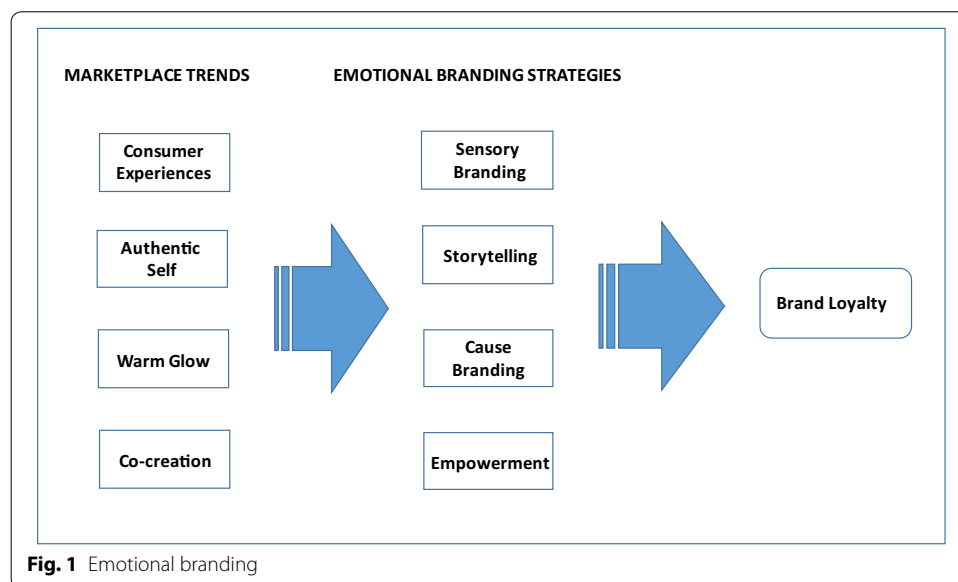 MARKETPLACE TRENDS
EMOTIONAL BRANDING STRATEGIES
Consumer
Experiences
Authentic
Self
Warm Glow
Co-creation
Sensory
Branding
Storytelling
Cause
Branding
Empowerment
Brand Loyalty
Fig. 1 Emotional branding